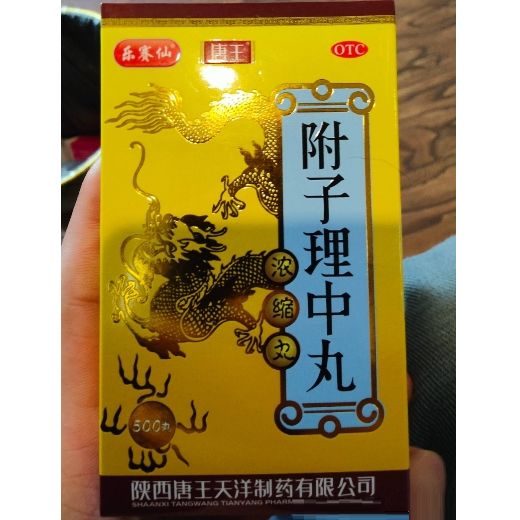 乐赛仙
唐王
OTC
附子理中丸
浓缩丸
500丸
陕西唐王天洋制药有限公司
SHAANXI TANGWANG TIANYANG PHARM